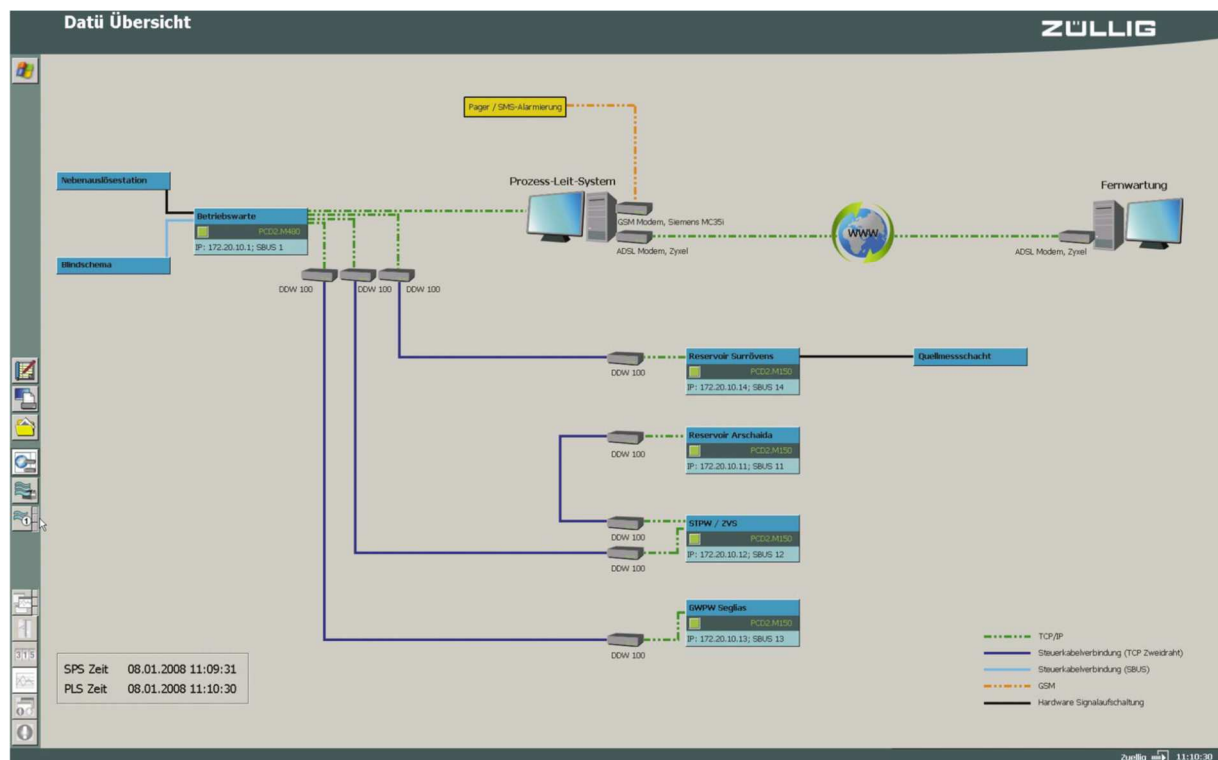 Datü Übersicht
ZÜLLIG
Pager / SMS-Alarmierung
Nebenauslösestation
Prozess-Leit-System
Fernwartung
Betriebswarte
PCD2.M480
IP: 172.20.10.1; SBUS 1
GSM Modem, Siemens MC35i
WWW
ADSL Modem, Zyxel
ADSL Modem, Zyxel
Blindschema
DDW 100
DDW 100
DDW 100
Reservoir Surrövens
PCD2.M150
IP: 172.20.10.14; SBUS 14
Quellmessschacht
DDW 100
Reservoir Arschaida
PCD2.M150
IP: 172.20.10.11; SBUS 11
DDW 100
STPW / ZVS
PCD2.M150
IP: 172.20.10.12; SBUS 12
DDW 100
DDW 100
GWPW Seglias
PCD2.M150
IP: 172.20.10.13; SBUS 13
DDW 100
TCP/IP
Steuerkabelverbindung (TCP Zweidraht)
Steuerkabelverbindung (SBUS)
GSM
Hardware Signalaufschaltung
SPS Zeit 08.01.2008 11:09:31
PLS Zeit 08.01.2008 11:10:30
Zuellig 11:10:30